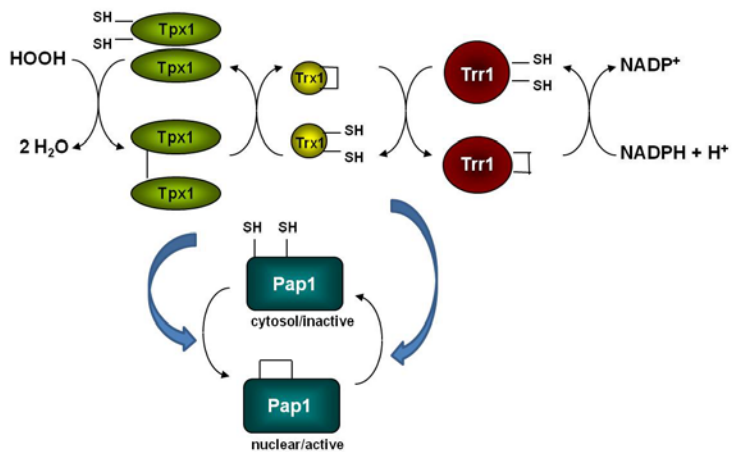 SH
SH
Tpx1
Tpx1
HOOH
2 H₂O
Tpx1
Tpx1
Trx1
Trx1
SH
SH
Trr1
SH
SH
Trr1
NADP⁺
NADPH + H⁺
SH SH
Pap1
cytosol/inactive
Pap1
nuclear/active